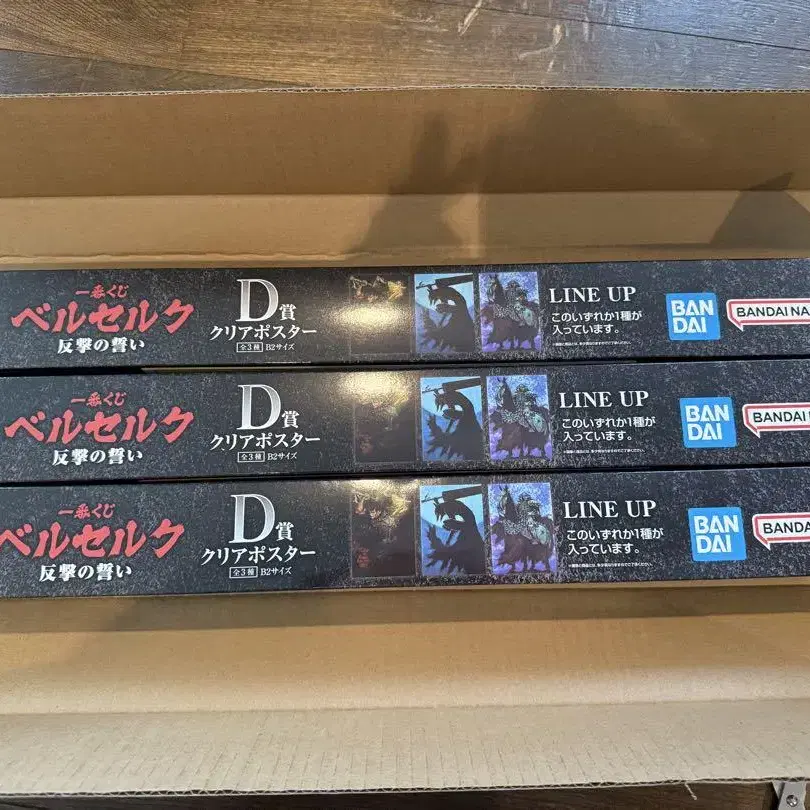 一番くじ
ベルセルク
反撃の誓い
D賞
クリアポスター
全3種 B2サイズ
LINE UP
このいずれか1種が
入っています。
BAN
DAI
BANDAI NA
一番くじ
ベルセルク
反撃の誓い
D賞
クリアポスター
全3種 B2サイズ
LINE UP
このいずれか1種が
入っています。
BAN
DAI
BANDAI
一番くじ
ベルセルク
反撃の誓い
D賞
クリアポスター
全3種 B2サイズ
LINE UP
このいずれか1種が
入っています。
BAN
DAI
BANDA